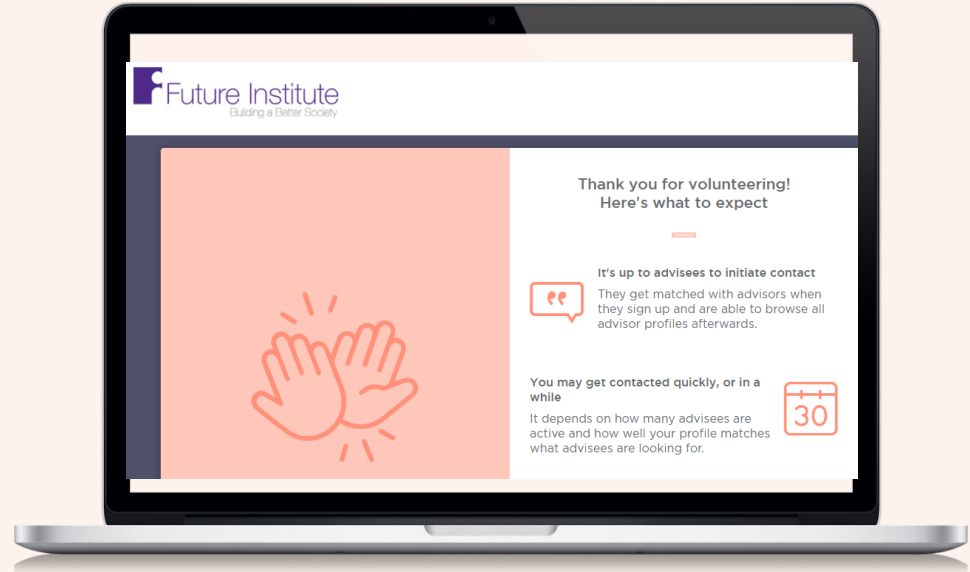 Future Institute
Building a Better Society
Thank you for volunteering!
Here's what to expect
It's up to advisees to initiate contact
They get matched with advisors when
they sign up and are able to browse all
advisor profiles afterwards.
You may get contacted quickly, or in a
while
30
It depends on how many advisees are
active and how well your profile matches
what advisees are looking for.